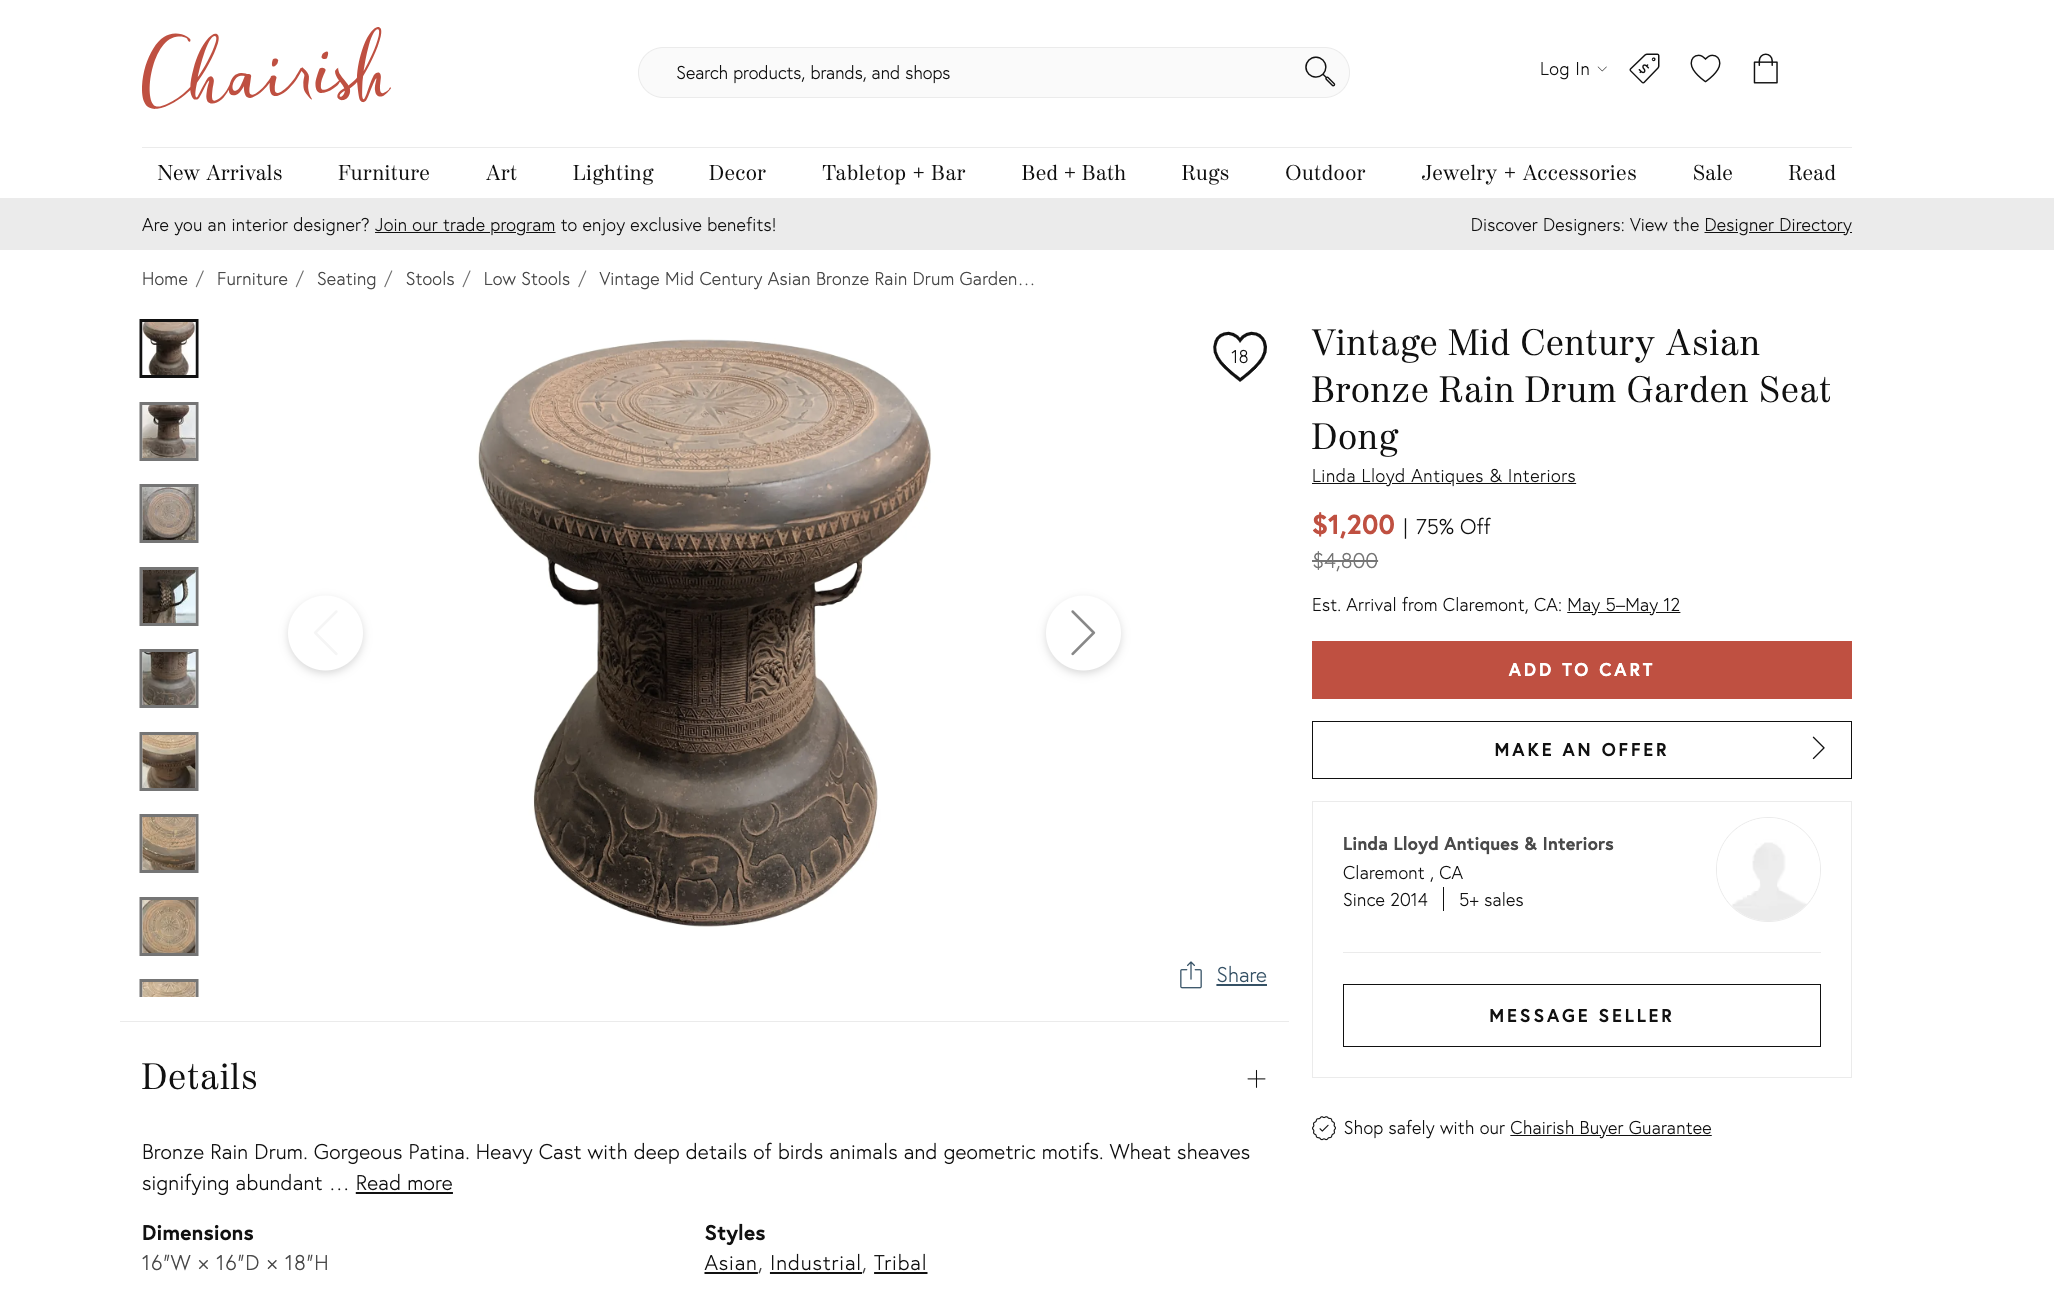 Chairish
Search products, brands, and shops
Log In
New Arrivals Furniture Art Lighting Decor Tabletop + Bar Bed + Bath Rugs Outdoor Jewelry + Accessories Sale Read
Are you an interior designer? Join our trade program to enjoy exclusive benefits!
Discover Designers: View the Designer Directory
Home / Furniture / Seating / Stools / Low Stools / Vintage Mid Century Asian Bronze Rain Drum Garden...
18
Vintage Mid Century Asian
Bronze Rain Drum Garden Seat
Dong
Linda Lloyd Antiques & Interiors
$1,200 | 75% Off
$4,800
Est. Arrival from Claremont, CA: May 5–May 12
ADD TO CART
MAKE AN OFFER
Linda Lloyd Antiques & Interiors
Claremont , CA
Since 2014 | 5+ sales
MESSAGE SELLER
Shop safely with our Chairish Buyer Guarantee
Share
Details
Bronze Rain Drum. Gorgeous Patina. Heavy Cast with deep details of birds animals and geometric motifs. Wheat sheaves
signifying abundant ... Read more
Dimensions
16″W × 16″D × 18″H
Styles
Asian, Industrial, Tribal